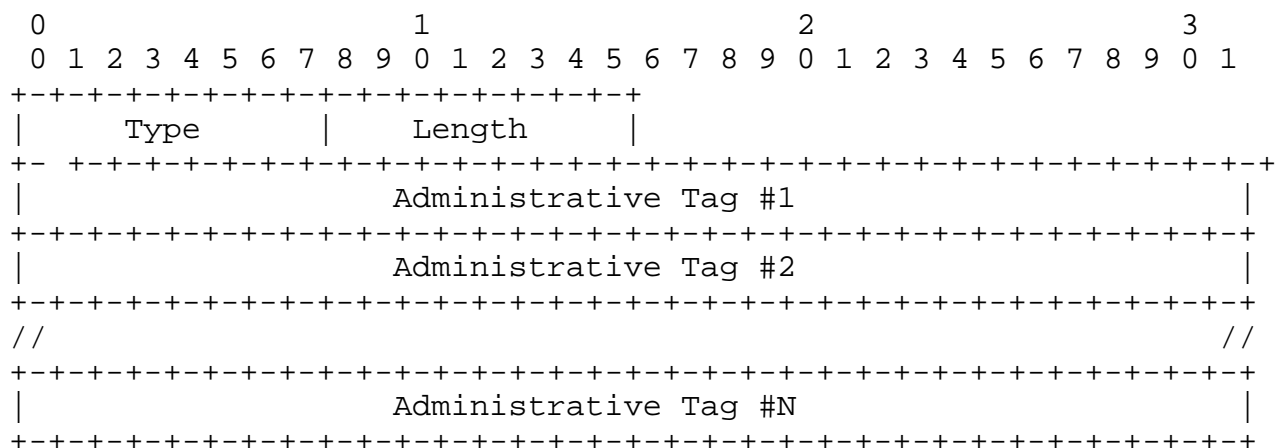 0                   1                   2                   3
 0 1 2 3 4 5 6 7 8 9 0 1 2 3 4 5 6 7 8 9 0 1 2 3 4 5 6 7 8 9 0 1
+-+-+-+-+-+-+-+-+-+-+-+-+-+-+-+-+
|     Type      |    Length     |
+- +-+-+-+-+-+-+-+-+-+-+-+-+-+-+-+-+-+-+-+-+-+-+-+-+-+-+-+-+-+-+-+
|                   Administrative Tag #1                       |
+-+-+-+-+-+-+-+-+-+-+-+-+-+-+-+-+-+-+-+-+-+-+-+-+-+-+-+-+-+-+-+-+
|                   Administrative Tag #2                       |
+-+-+-+-+-+-+-+-+-+-+-+-+-+-+-+-+-+-+-+-+-+-+-+-+-+-+-+-+-+-+-+-+
//                                                             //
+-+-+-+-+-+-+-+-+-+-+-+-+-+-+-+-+-+-+-+-+-+-+-+-+-+-+-+-+-+-+-+-+
|                   Administrative Tag #N                       |
+-+-+-+-+-+-+-+-+-+-+-+-+-+-+-+-+-+-+-+-+-+-+-+-+-+-+-+-+-+-+-+-+